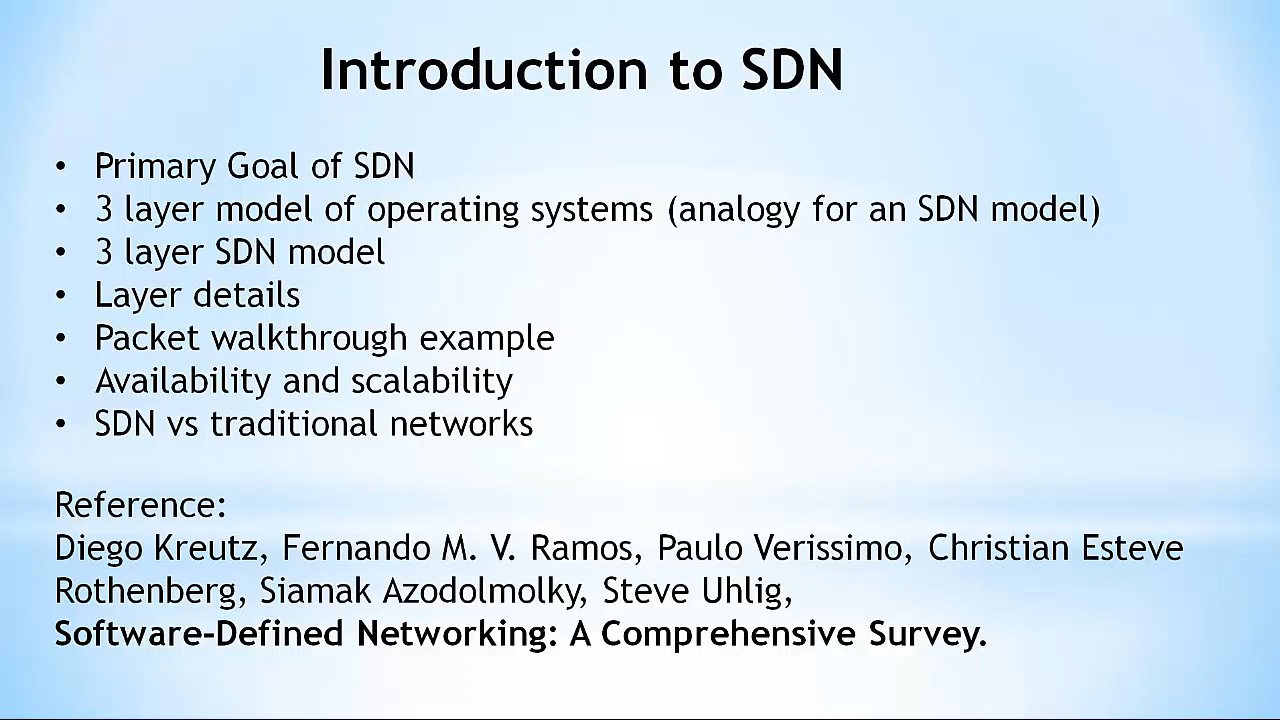 Introduction to SDN
• Primary Goal of SDN
• 3 layer model of operating systems (analogy for an SDN model)
• 3 layer SDN model
• Layer details
• Packet walkthrough example
• Availability and scalability
• SDN vs traditional networks
Reference:
Diego Kreutz, Fernando M. V. Ramos, Paulo Verissimo, Christian Esteve
Rothenberg, Siamak Azodolmolky, Steve Uhlig,
Software-Defined Networking: A Comprehensive Survey.